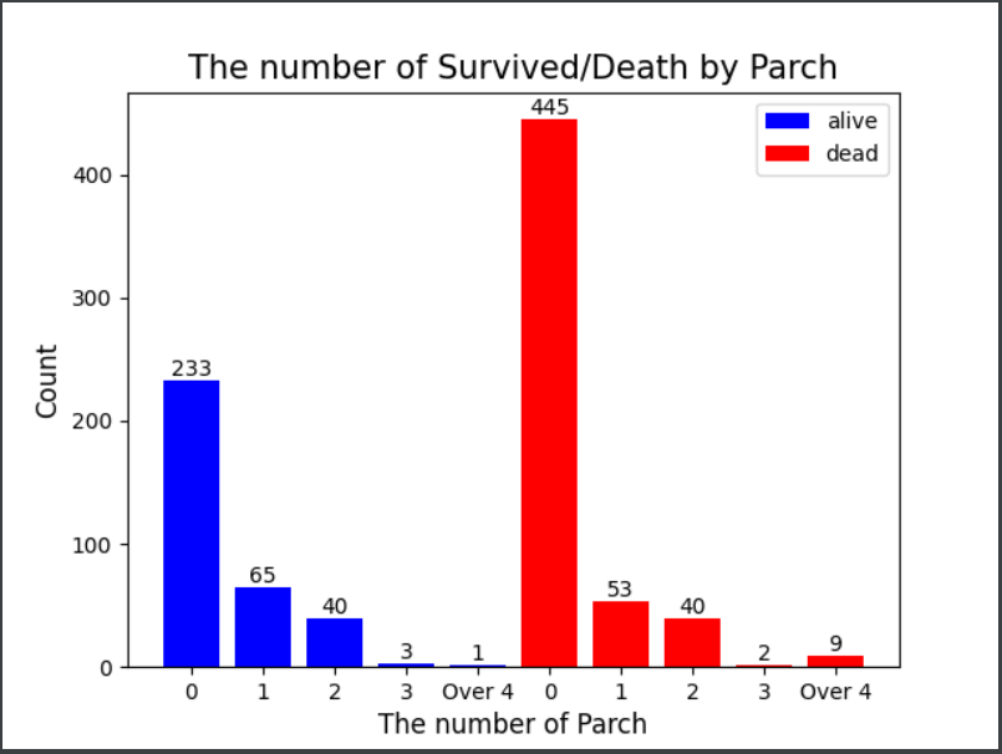 The number of Survived/Death by Parch
445
alive
dead
400
300
Count
233
200
100
65
53
40
40
3
1
2
9
0
0 1 2 3 Over 4 0 1 2 3 Over 4
The number of Parch